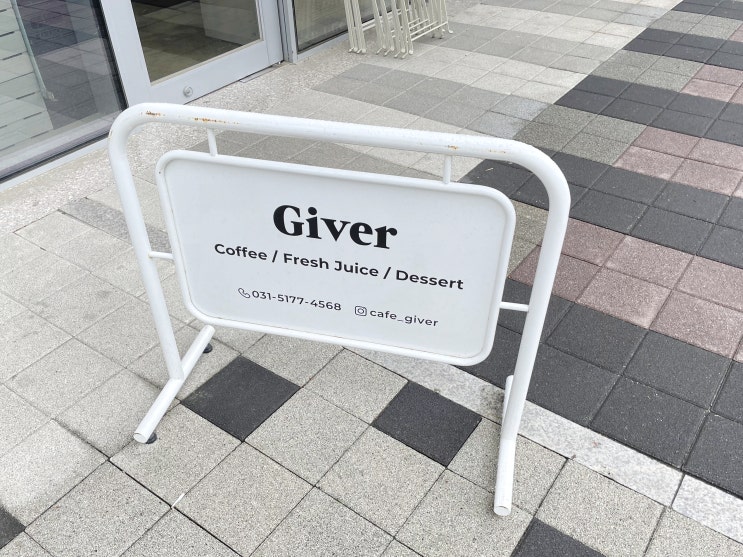 Giver
Coffee / Fresh Juice / Dessert
031-5177-4568 cafe_giver